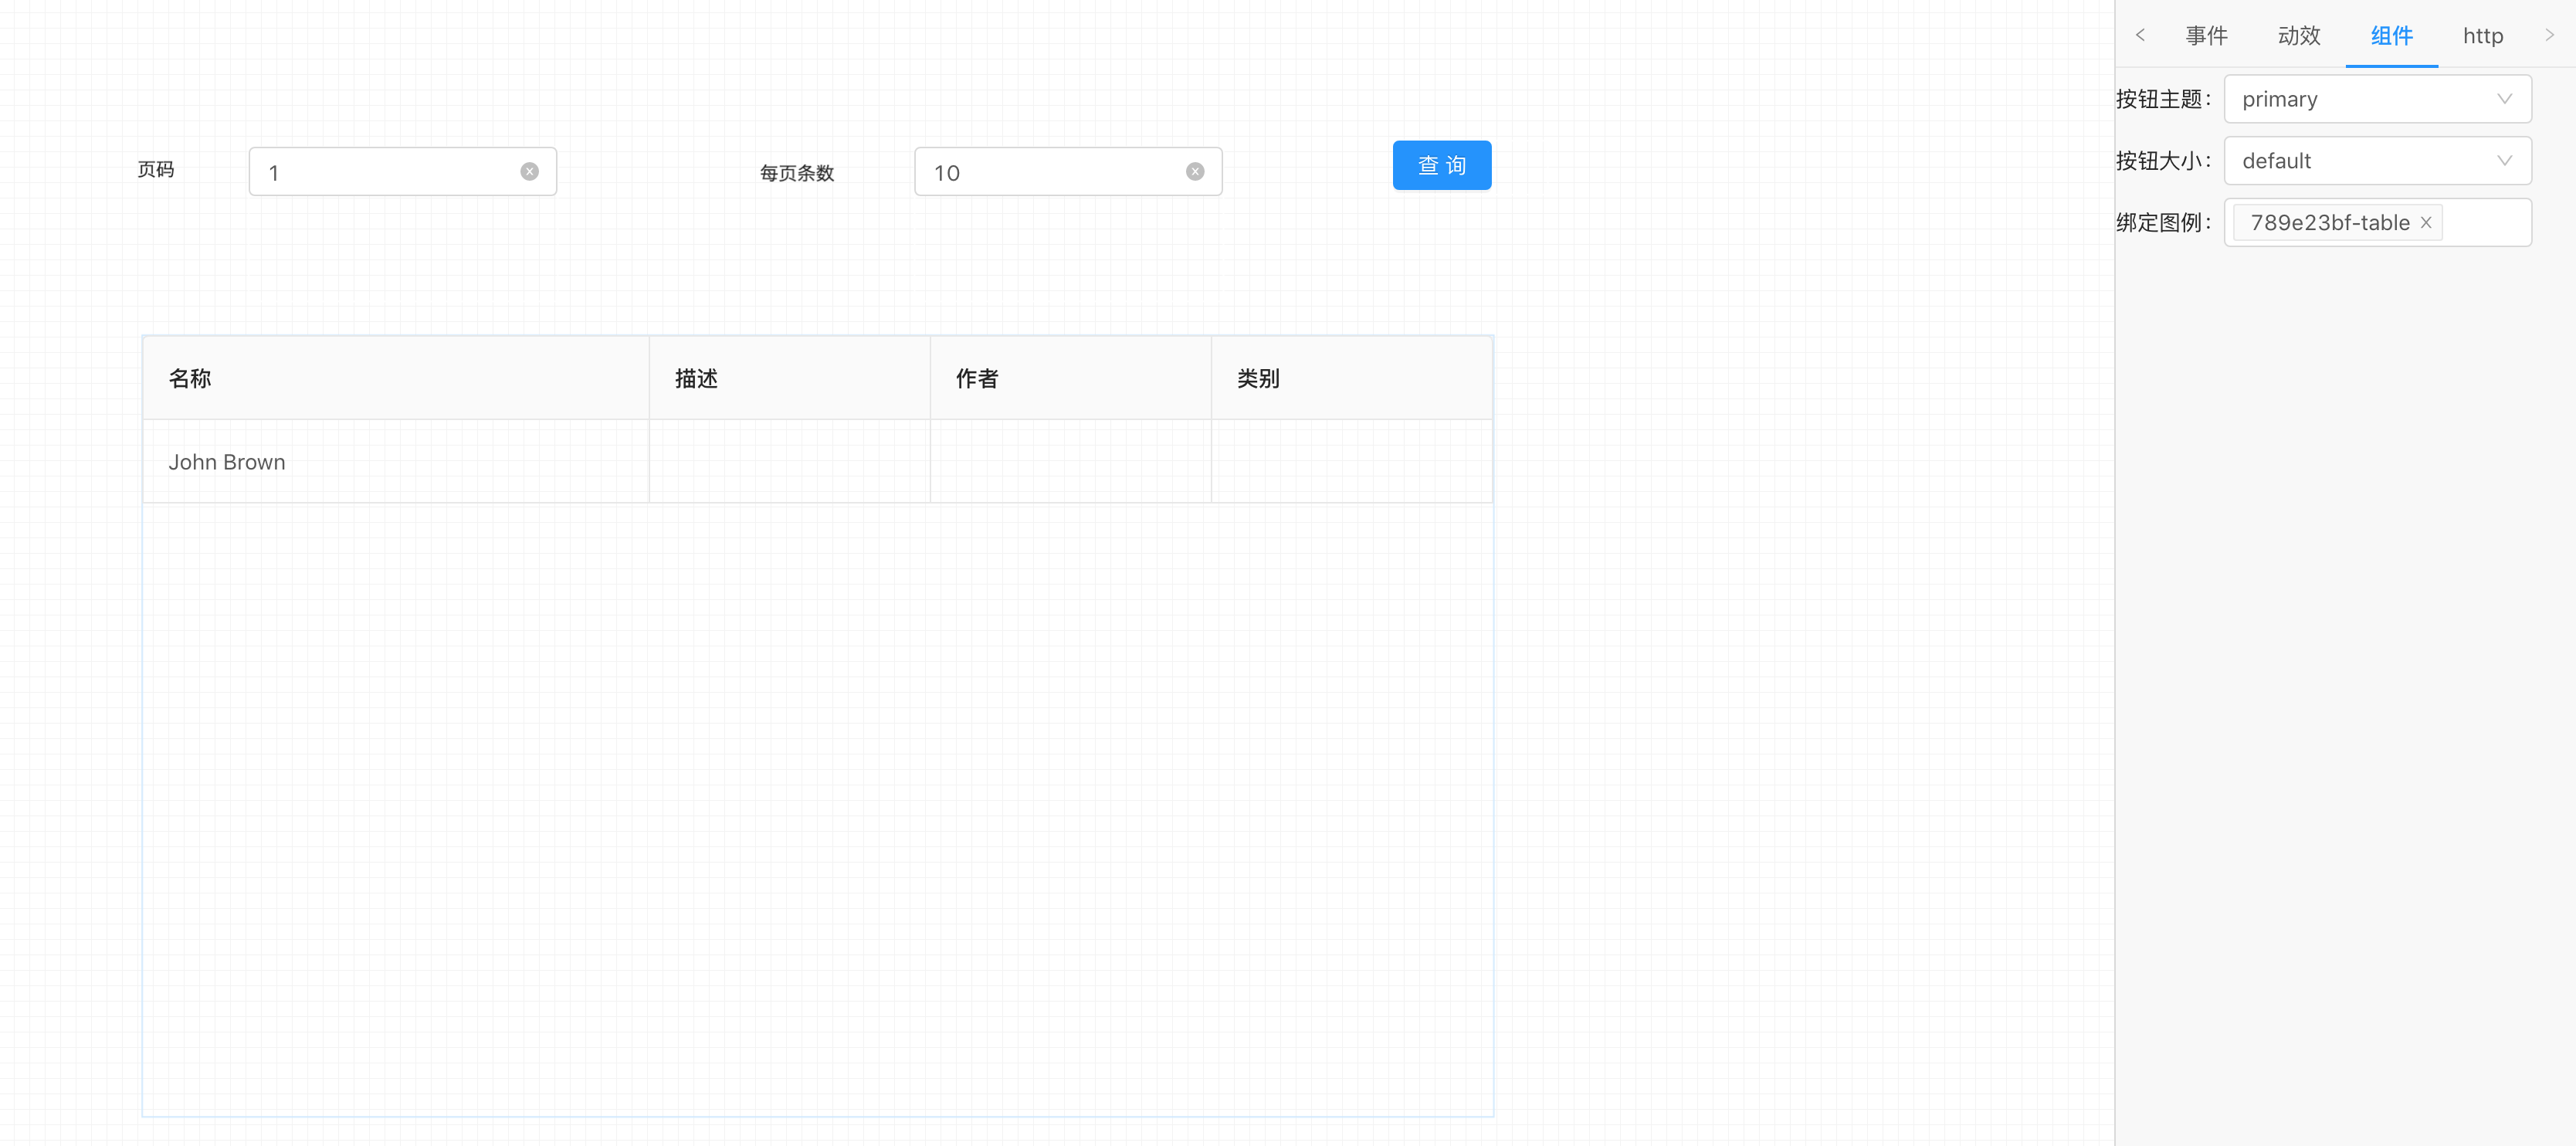 事件 动效 组件 http
按钮主题： primary
按钮大小： default
绑定图例： 789e23bf-table
页码 1 每页条数 10 查 询
名称 描述 作者 类别
John Brown